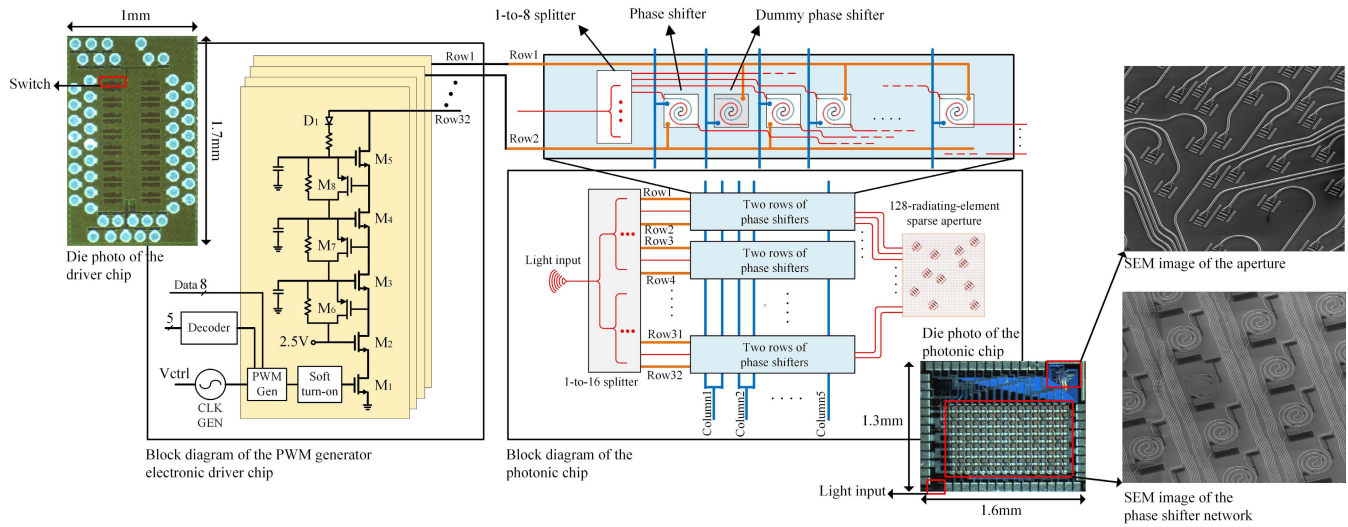 1mm
Switch
1.7mm
Die photo of the
driver chip
D1
M5
M8
M4
M7
M3
M6
2.5V
M2
M1
Data 8
5
Decoder
Vctrl
CLK
GEN
PWM
Gen
Soft
turn-on
Row1
Row32
Block diagram of the PWM generator
electronic driver chip
1-to-8 splitter
Phase shifter
Dummy phase shifter
Row1
Row2
Light input
1-to-16 splitter
Row1
Row2
Row3
Row4
Row31
Row32
Two rows of
phase shifters
Two rows of
phase shifters
Two rows of
phase shifters
Column1
Column2
Column5
128-radiating-element
sparse aperture
Block diagram of the
photonic chip
Die photo of the
photonic chip
1.3mm
1.6mm
Light input
SEM image of the aperture
SEM image of the
phase shifter network